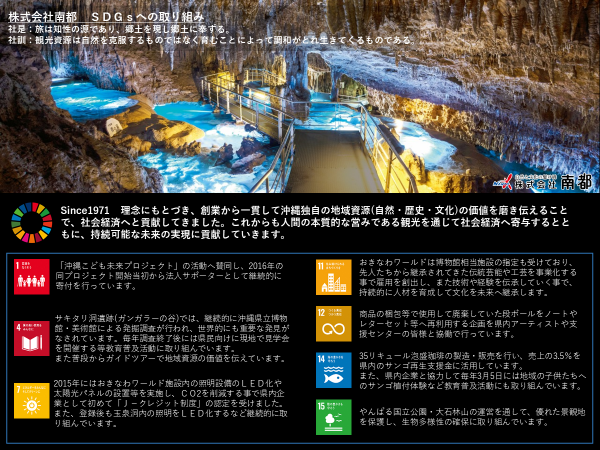 株式会社南都　ＳＤＧｓへの取り組み
社是：旅は知性の源であり、郷土を現し郷土に奉する。
社訓：観光資源は自然を克服するものではなく育むことによって調和がとれ生きてくるものである。
株式会社 南都
Since1971　理念にもとづき、創業から一貫して沖縄独自の地域資源(自然・歴史・文化)の価値を磨き伝えること
で、社会経済へと貢献してきました。これからも人間の本質的な営みである観光を通じて社会経済へ寄与するとと
もに、持続可能な未来の実現に貢献していきます。
1
「沖縄こども未来プロジェクト」の活動へ賛同し、2016年の
同プロジェクト開始当初から法人サポーターとして継続的に
寄付を行っています。
4
サキタリ洞遺跡(ガンガラーの谷)では、継続的に沖縄県立博物
館・美術館による発掘調査が行われ、世界的にも重要な発見が
なされています。毎年調査終了後には県民向けに現地で見学会
を開催する等教育普及活動に取り組んでいます。
また普段からガイドツアーで地域資源の価値を伝えています。
7
2015年にはおきなわワールド施設内の照明設備のＬＥＤ化や
太陽光パネルの設置等を実施し、ＣО2を削減する事で県内企
業として初めて「Ｊ－クレジット制度」の認定を受けました。
また、登録後も玉泉洞内の照明をＬＥＤ化するなど継続的に取
り組んでいます。
11
おきなわワールドは博物館相当施設の指定も受けており、
先人たちから継承されてきた伝統芸能や工芸を事業化する
事で雇用を創出し、また技術や経験を伝承していく事で、
持続的に人材を育成して文化を未来へ継承します。
12
商品の梱包等で使用して廃棄していた段ボールをノートや
レターセット等へ再利用する企画を県内アーティストや支
援センターの皆様と協働で行っています。
14
35リキュール泡盛珈琲の製造・販売を行い、売上の3.5%を
県内のサンゴ再生支援金に活用しています。
また、県内企業と協力して毎年3月5日には地域の子供たちへ
のサンゴ植付体験など教育普及活動にも取り組んでいます。
15
やんばる国立公園・大石林山の運営を通して、優れた景観地
を保護し、生物多様性の確保に取り組んでいます。